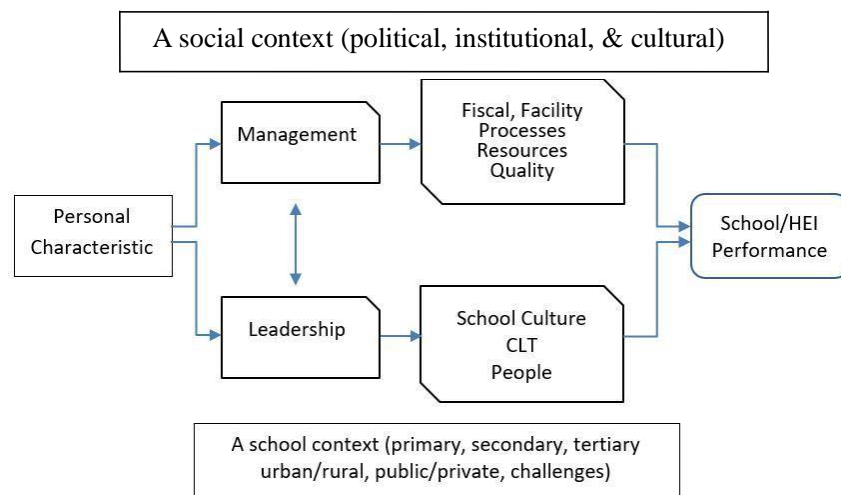 A social context (political, institutional, & cultural)
Management
Fiscal, Facility
Processes
Resources
Quality
Personal
Characteristic
School/HEI
Performance
Leadership
School Culture
CLT
People
A school context (primary, secondary, tertiary
urban/rural, public/private, challenges)